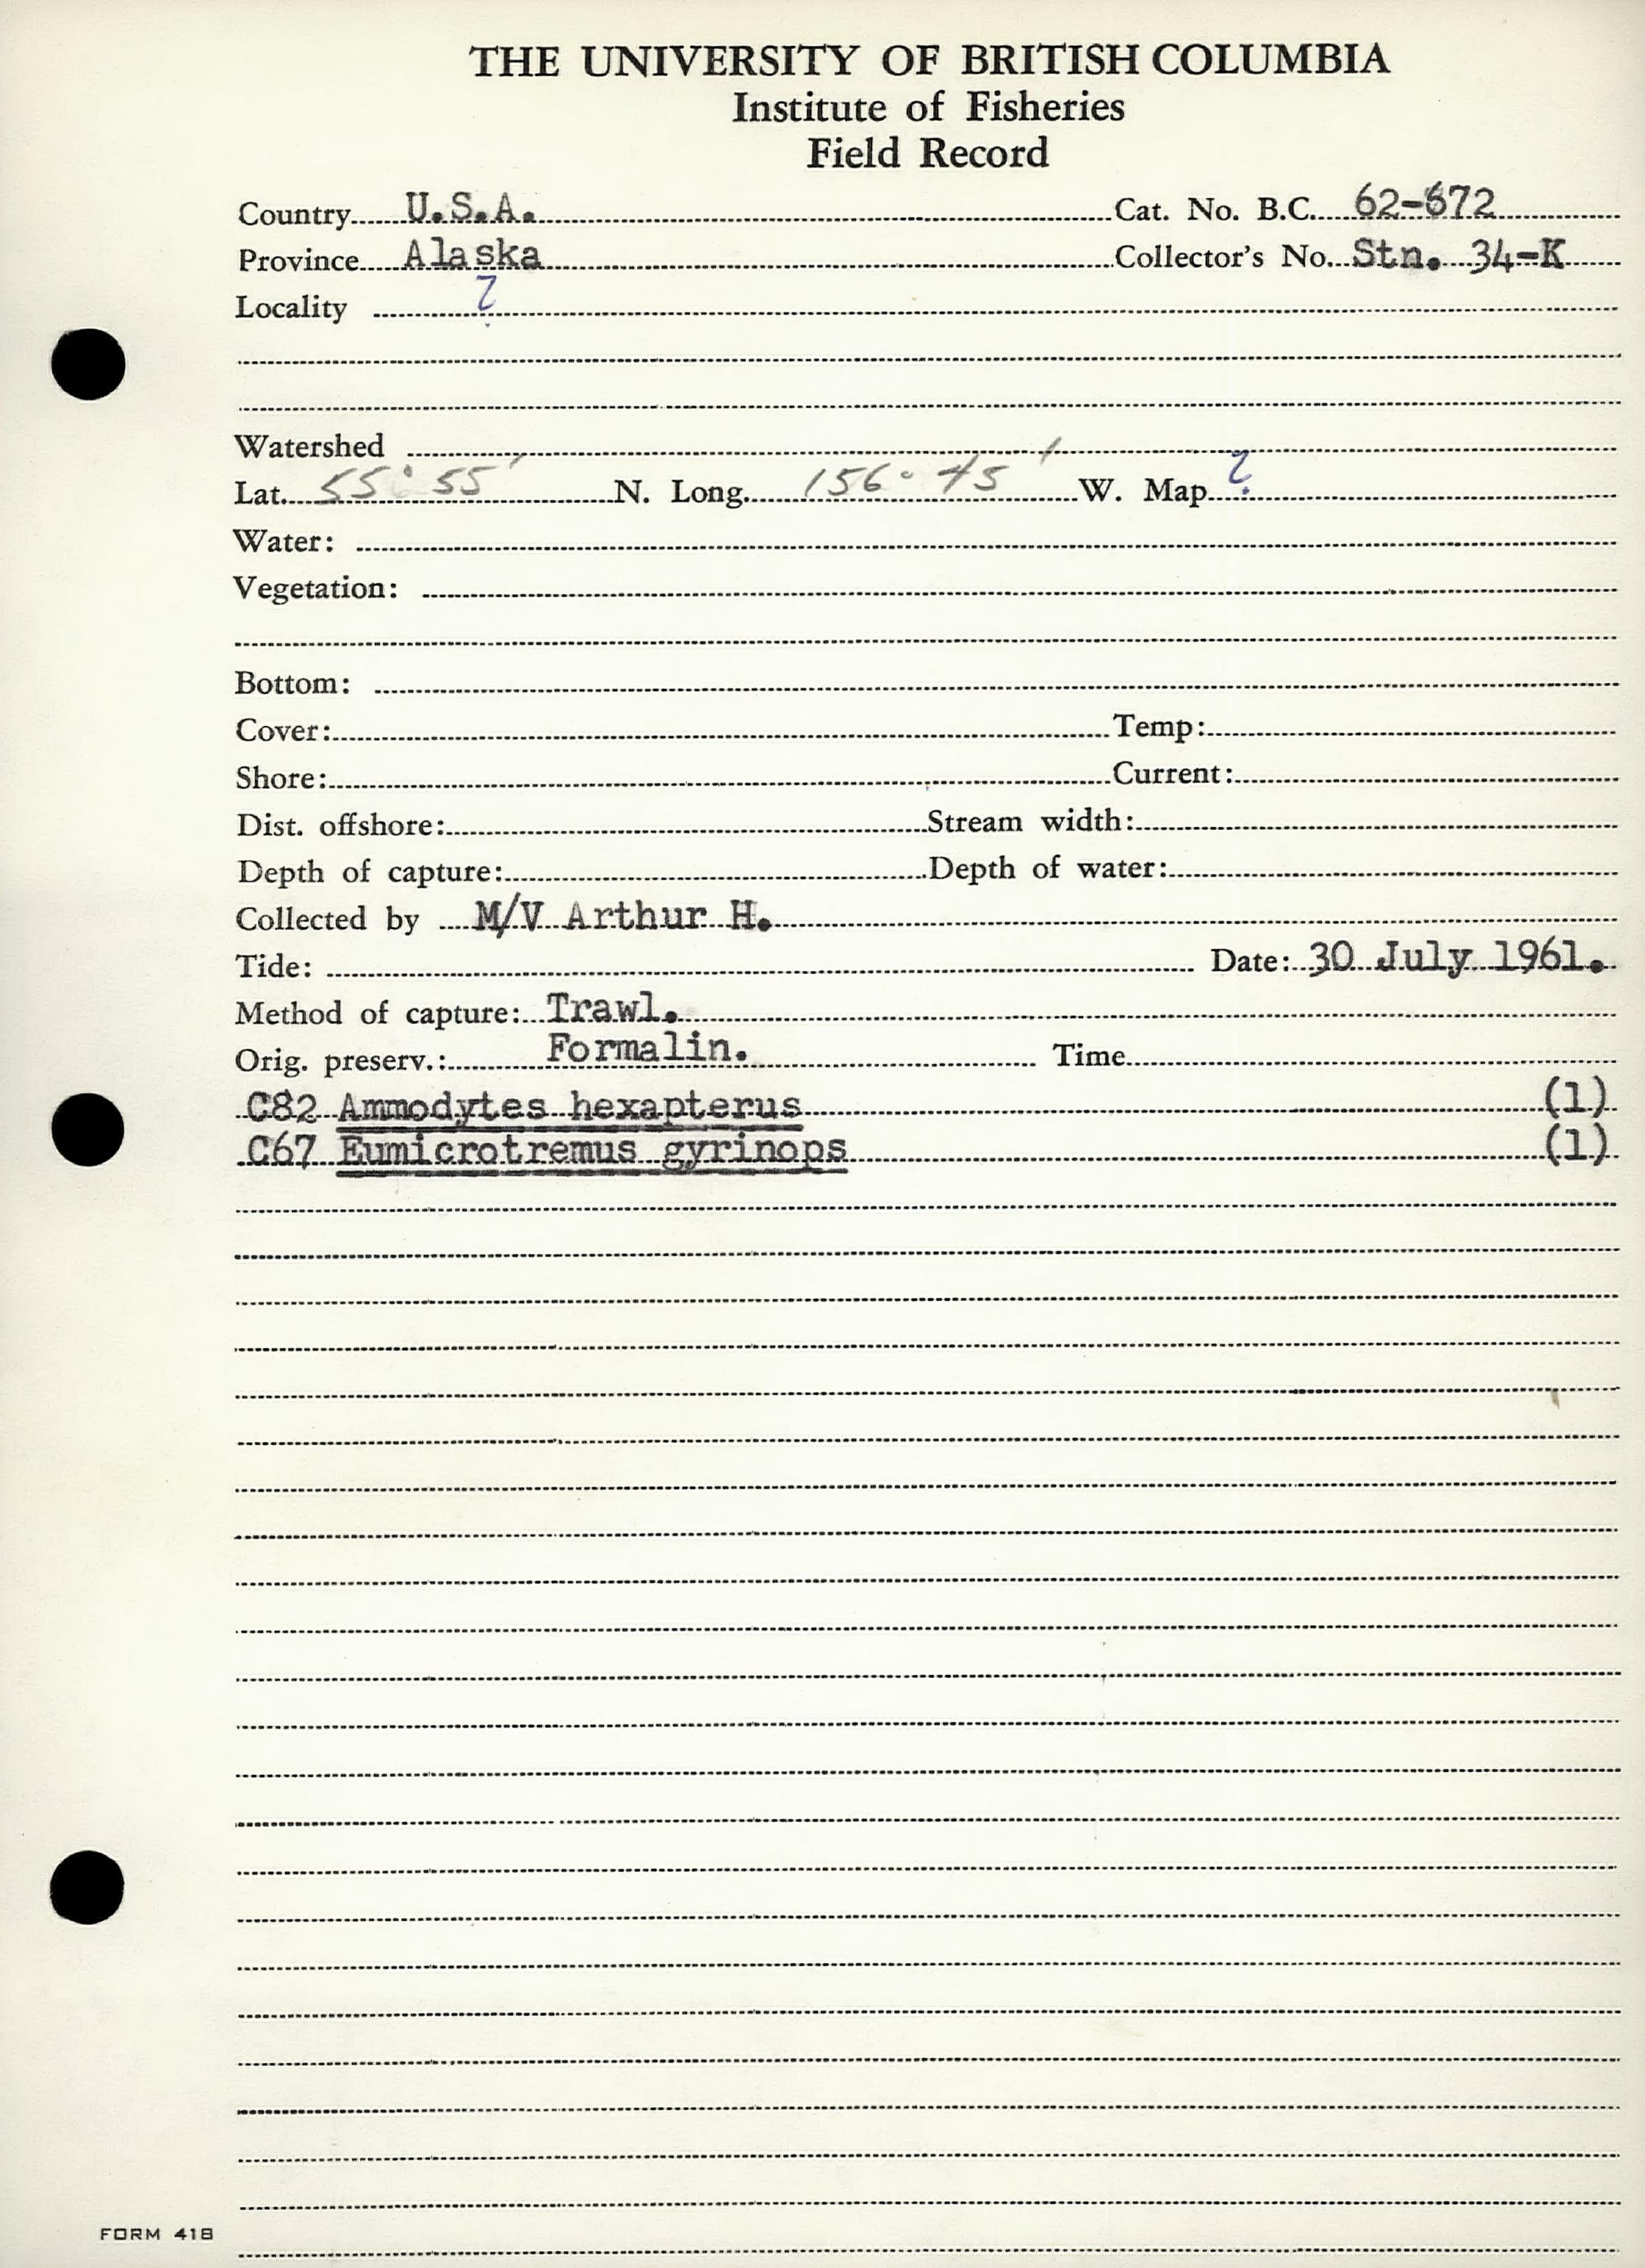 THE UNIVERSITY OF BRITISH COLUMBIA
Institute of Fisheries
Field Record
Country U.S.A. Cat. No. B.C. 62-672
Province Alaska Collector's No. Stn. 34-K
Locality ?
Watershed
Lat. 55° 55' N. Long. 156° 45' W. Map ?
Water:
Vegetation:
Bottom:
Cover: Temp:
Shore: Current:
Dist. offshore: Stream width:
Depth of capture: Depth of water:
Collected by M/V Arthur H.
Tide: Date: 30 July 1961.
Method of capture: Trawl.
Orig. preserv.: Formalin. Time
C82 Ammodytes hexapterus (1)
C67 Eumicrotremus gyrinops (1)
FORM 418